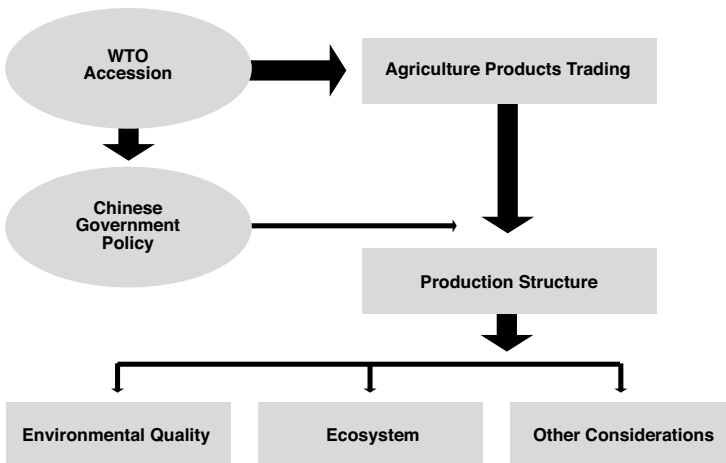 WTO
Accession
Agriculture Products Trading
Chinese
Government
Policy
Production Structure
Environmental Quality
Ecosystem
Other Considerations